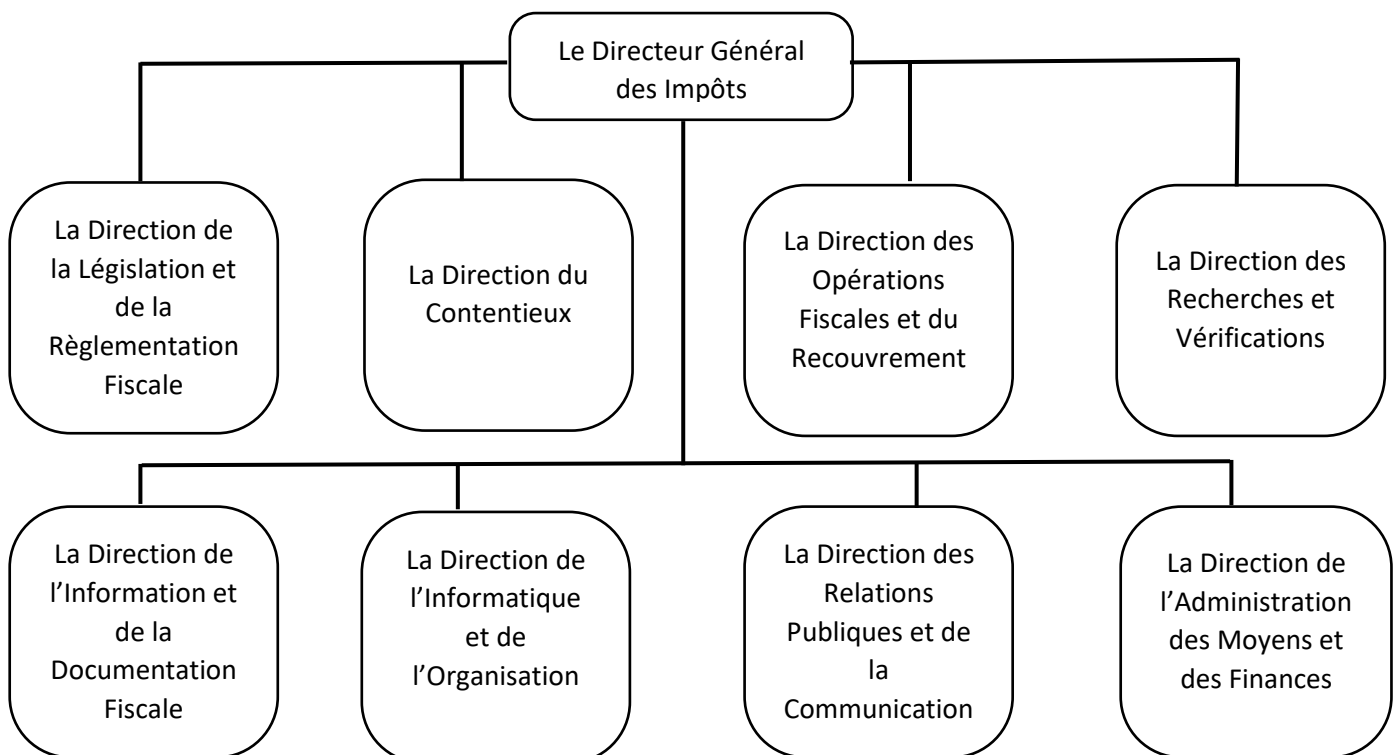 Le Directeur Général
des Impôts
La Direction de
la Législation et
de la
Règlementation
Fiscale
La Direction du
Contentieux
La Direction des
Opérations
Fiscales et du
Recouvrement
La Direction des
Recherches et
Vérifications
La Direction de
l’Information et
de la
Documentation
Fiscale
La Direction de
l’Informatique
et de
l’Organisation
La Direction des
Relations
Publiques et de
la
Communication
La Direction de
l’Administration
des Moyens et
des Finances